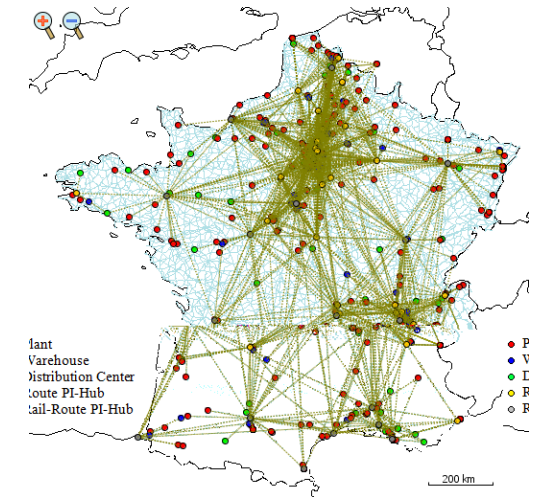 lant
Warehouse
Distribution Center
Route PI-Hub
Rail-Route PI-Hub
P
V
D
R
R
200 km